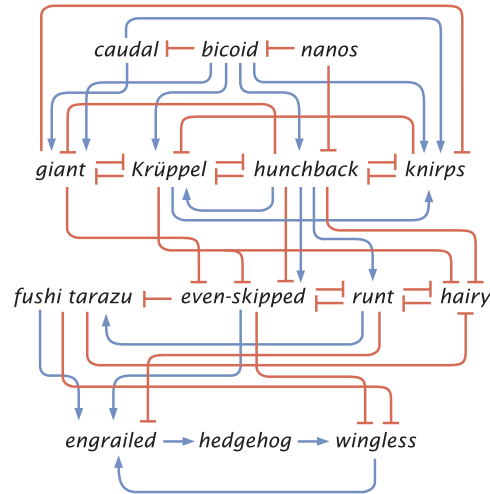 caudal bicoid nanos
giant Krüppel hunchback knirps
fushi tarazu even-skipped runt hairy
engrailed hedgehog wingless